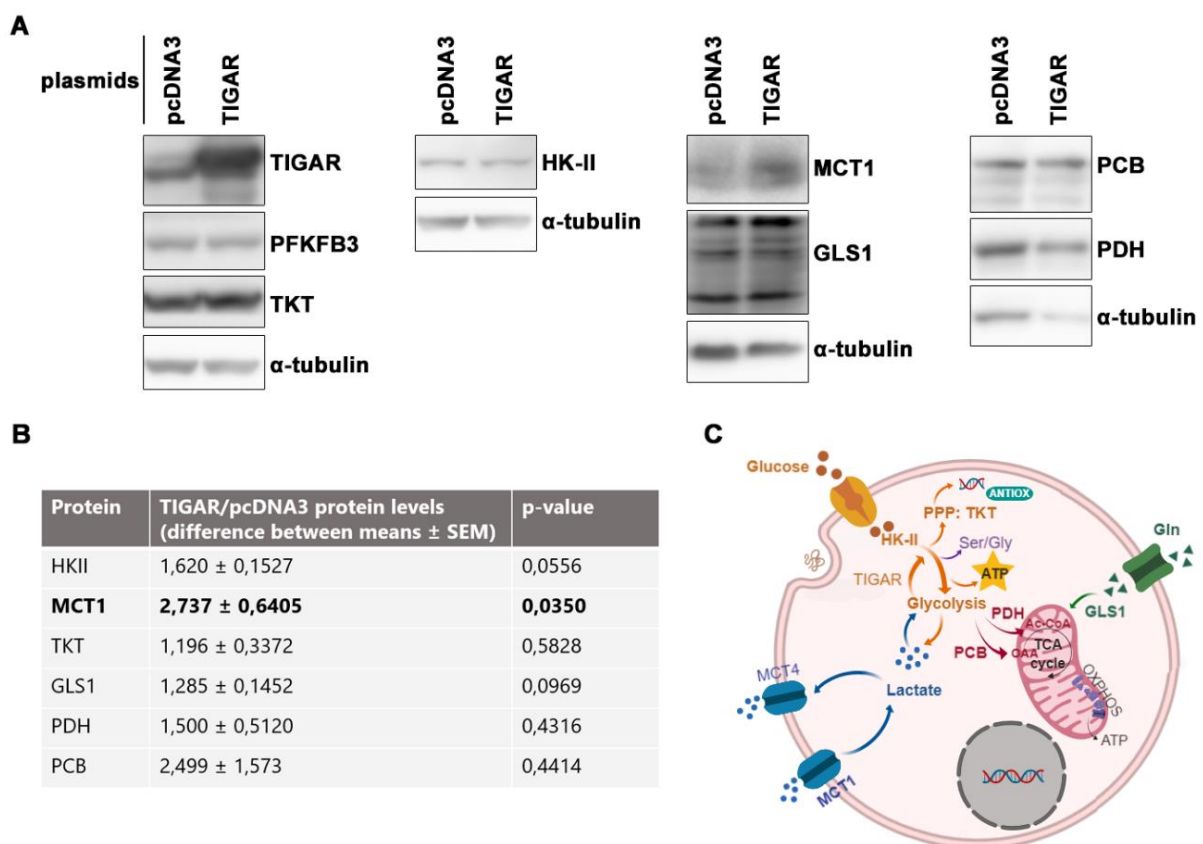 A
plasmids
pcDNA3
TIGAR
TIGAR
PFKFB3
TKT
α-tubulin
pcDNA3
TIGAR
HK-II
α-tubulin
pcDNA3
TIGAR
MCT1
GLS1
α-tubulin
pcDNA3
TIGAR
PCB
PDH
α-tubulin
B
Protein TIGAR/pcDNA3 protein levels (difference between means ± SEM) p-value
HKII 1,620 ± 0,1527 0,0556
MCT1 2,737 ± 0,6405 0,0350
TKT 1,196 ± 0,3372 0,5828
GLS1 1,285 ± 0,1452 0,0969
PDH 1,500 ± 0,5120 0,4316
PCB 2,499 ± 1,573 0,4414
C
Glucose
ANTIOX
PPP: TKT
HK-II
Ser/Gly
Gln
TIGAR
ATP
Glycolysis
GLS1
PDH
Ac-CoA
PCB
OAA
TCA
cycle
OXPHOS
ATP
MCT4
Lactate
MCT1